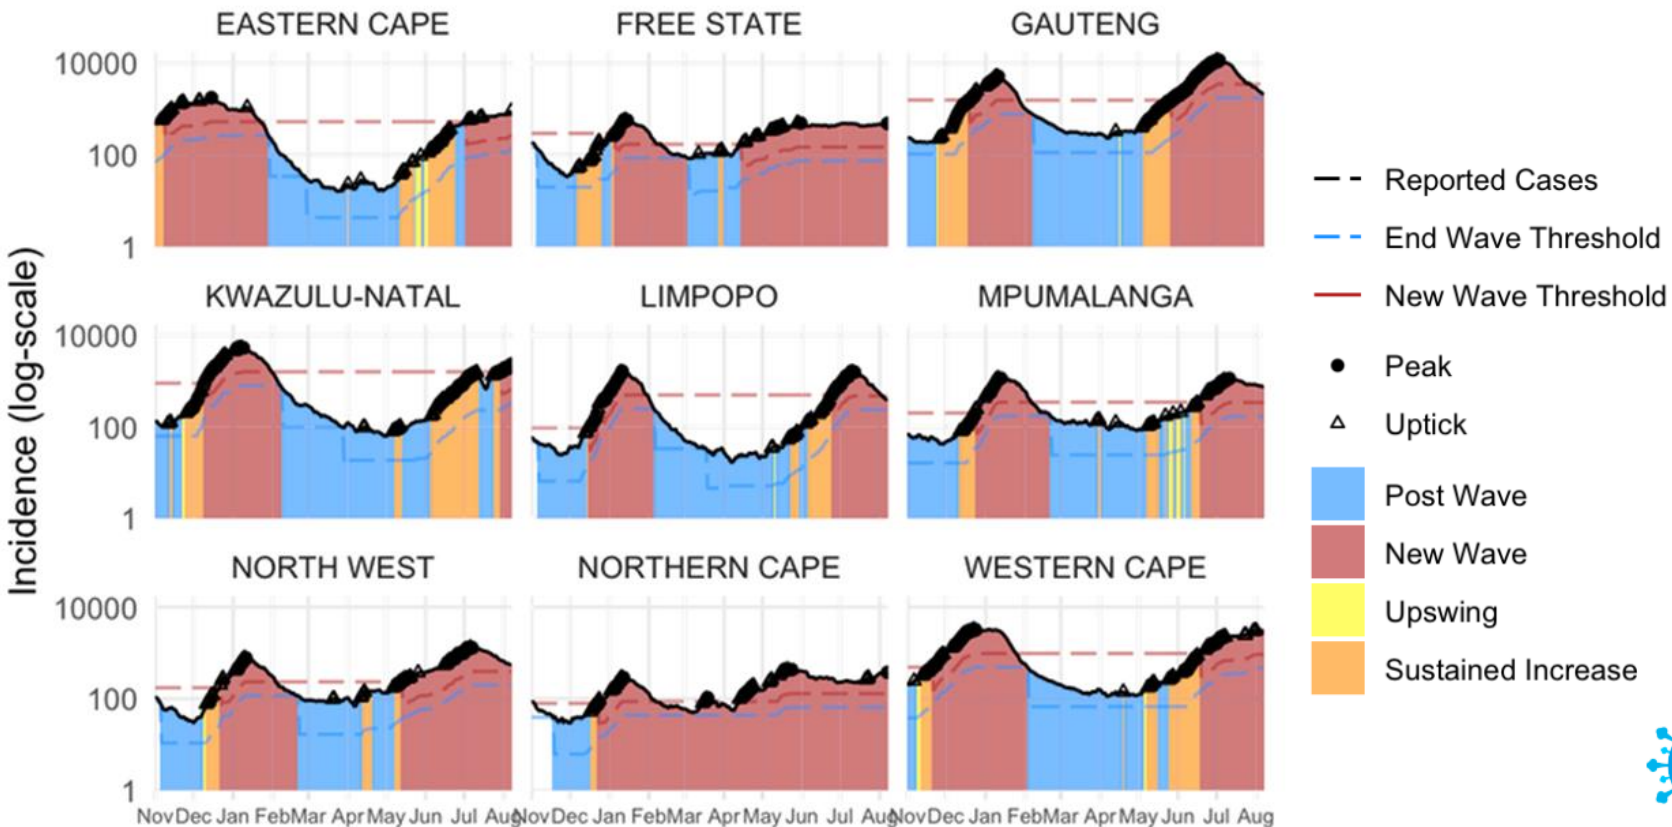 EASTERN CAPE FREE STATE GAUTENG
10000
100
1
KWAZULU-NATAL LIMPOPO MPUMALANGA
10000
100
1
NORTH WEST NORTHERN CAPE WESTERN CAPE
10000
100
1
Nov Dec Jan Feb Mar Apr May Jun Jul Aug Nov Dec Jan Feb Mar Apr May Jun Jul Aug Nov Dec Jan Feb Mar Apr May Jun Jul Aug
Incidence (log-scale)
Reported Cases
End Wave Threshold
New Wave Threshold
Peak
Uptick
Post Wave
New Wave
Upswing
Sustained Increase